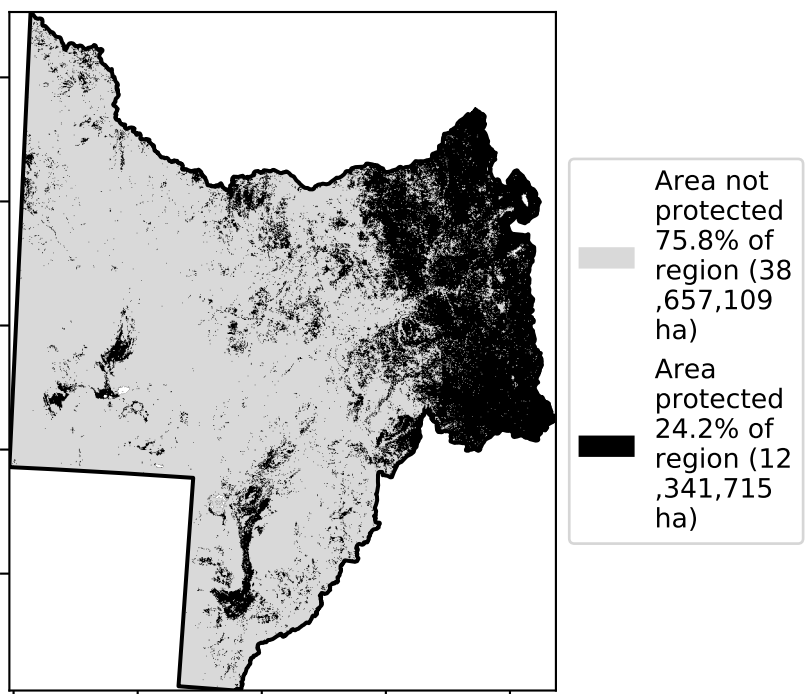 Area not
protected
75.8% of
region (38
,657,109
ha)
Area
protected
24.2% of
region (12
,341,715
ha)